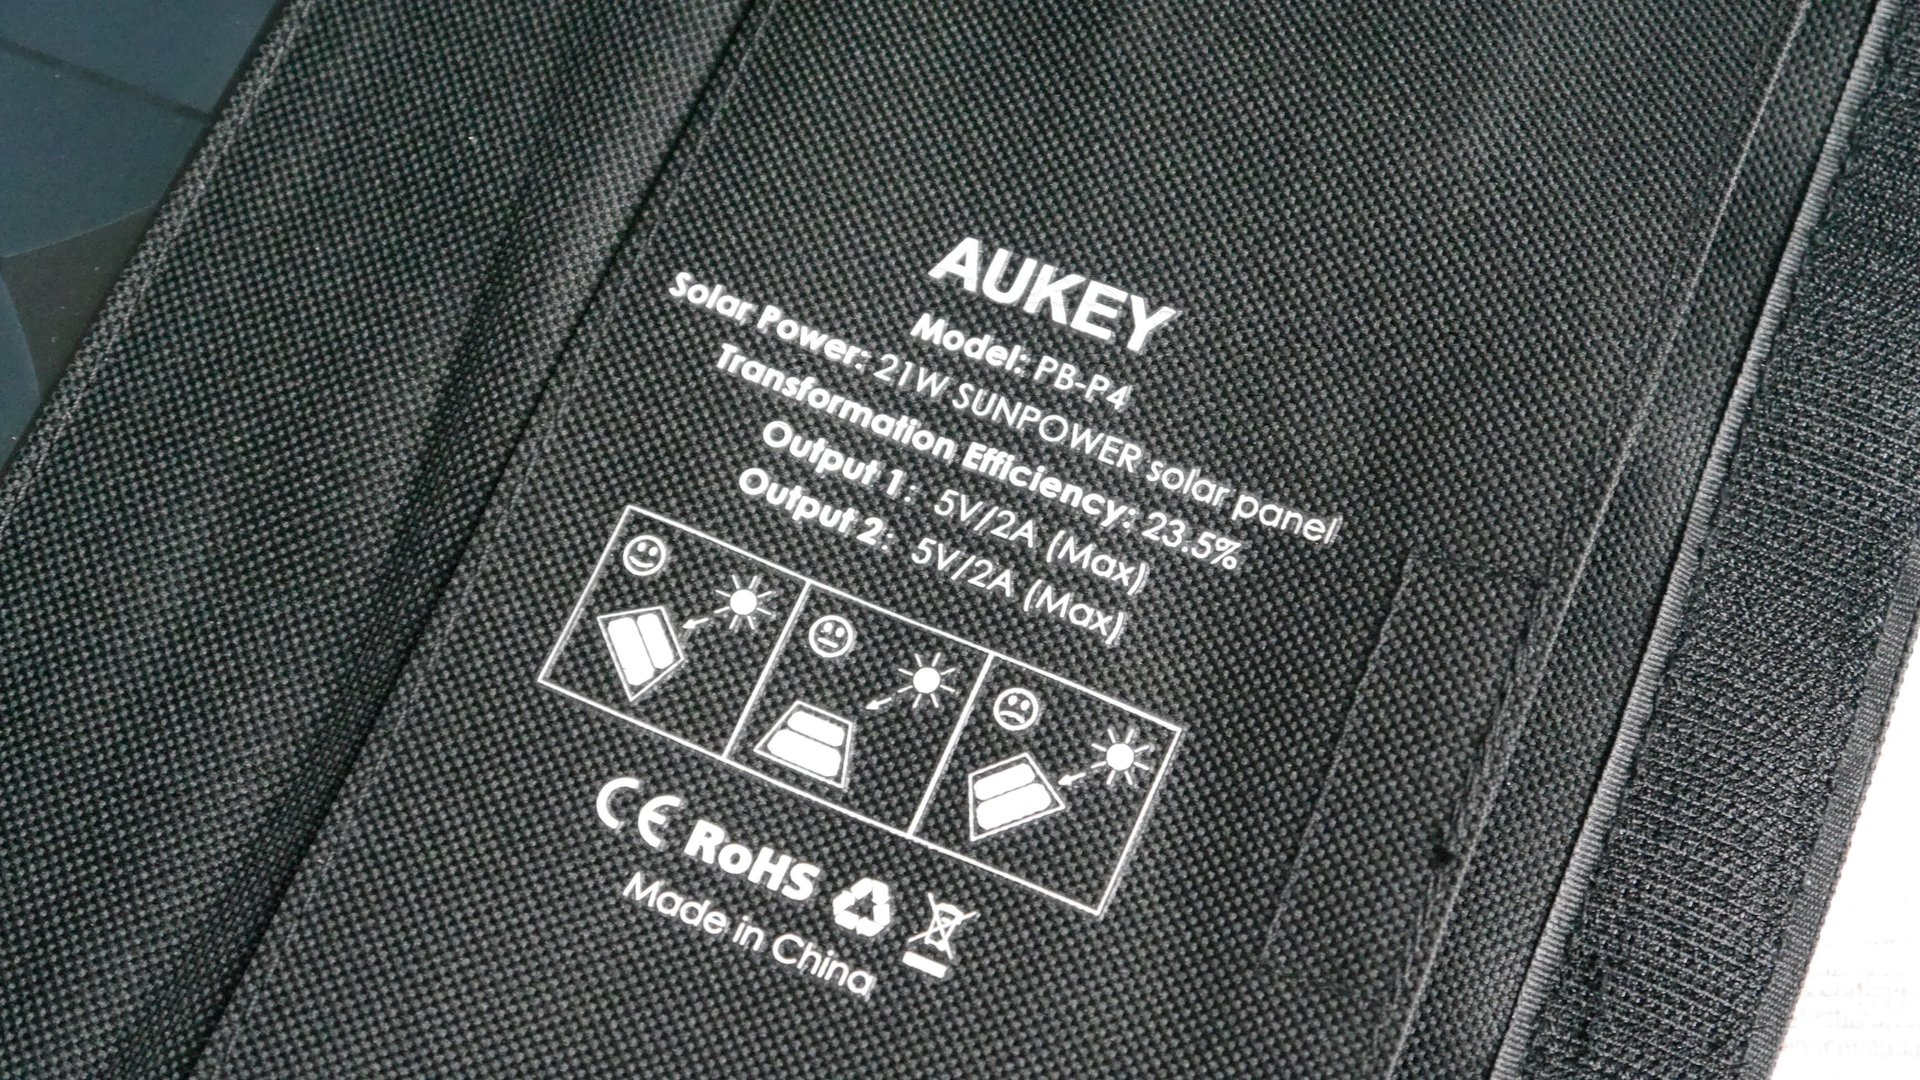 AUKEY
Model: PB-P4
Solar Power: 21W SUNPOWER solar panel
Transformation Efficiency: 23.5%
Output 1: 5V//2A (Max)
Output 2: 5V//2A (Max)
CE RoHS
Made in China